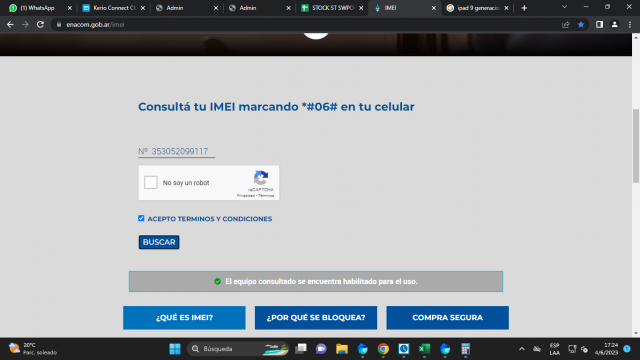 (1) WhatsApp
Kerio Connect Cl
Admin
Admin
STOCK ST SWPO
IMEI
ipad 9 generacion
enacom.gob.ar/imei
Consultá tu IMEI marcando *#06# en tu celular
Nº 353052099117
No soy un robot
reCAPTCHA
Privacidad - Términos
ACEPTO TERMINOS Y CONDICIONES
BUSCAR
El equipo consultado se encuentra habilitado para el uso.
¿QUÉ ES IMEI?
¿POR QUÉ SE BLOQUEA?
COMPRA SEGURA
20°C
Parc. soleado
Búsqueda
ESP
LAA
17:24
4/6/2023